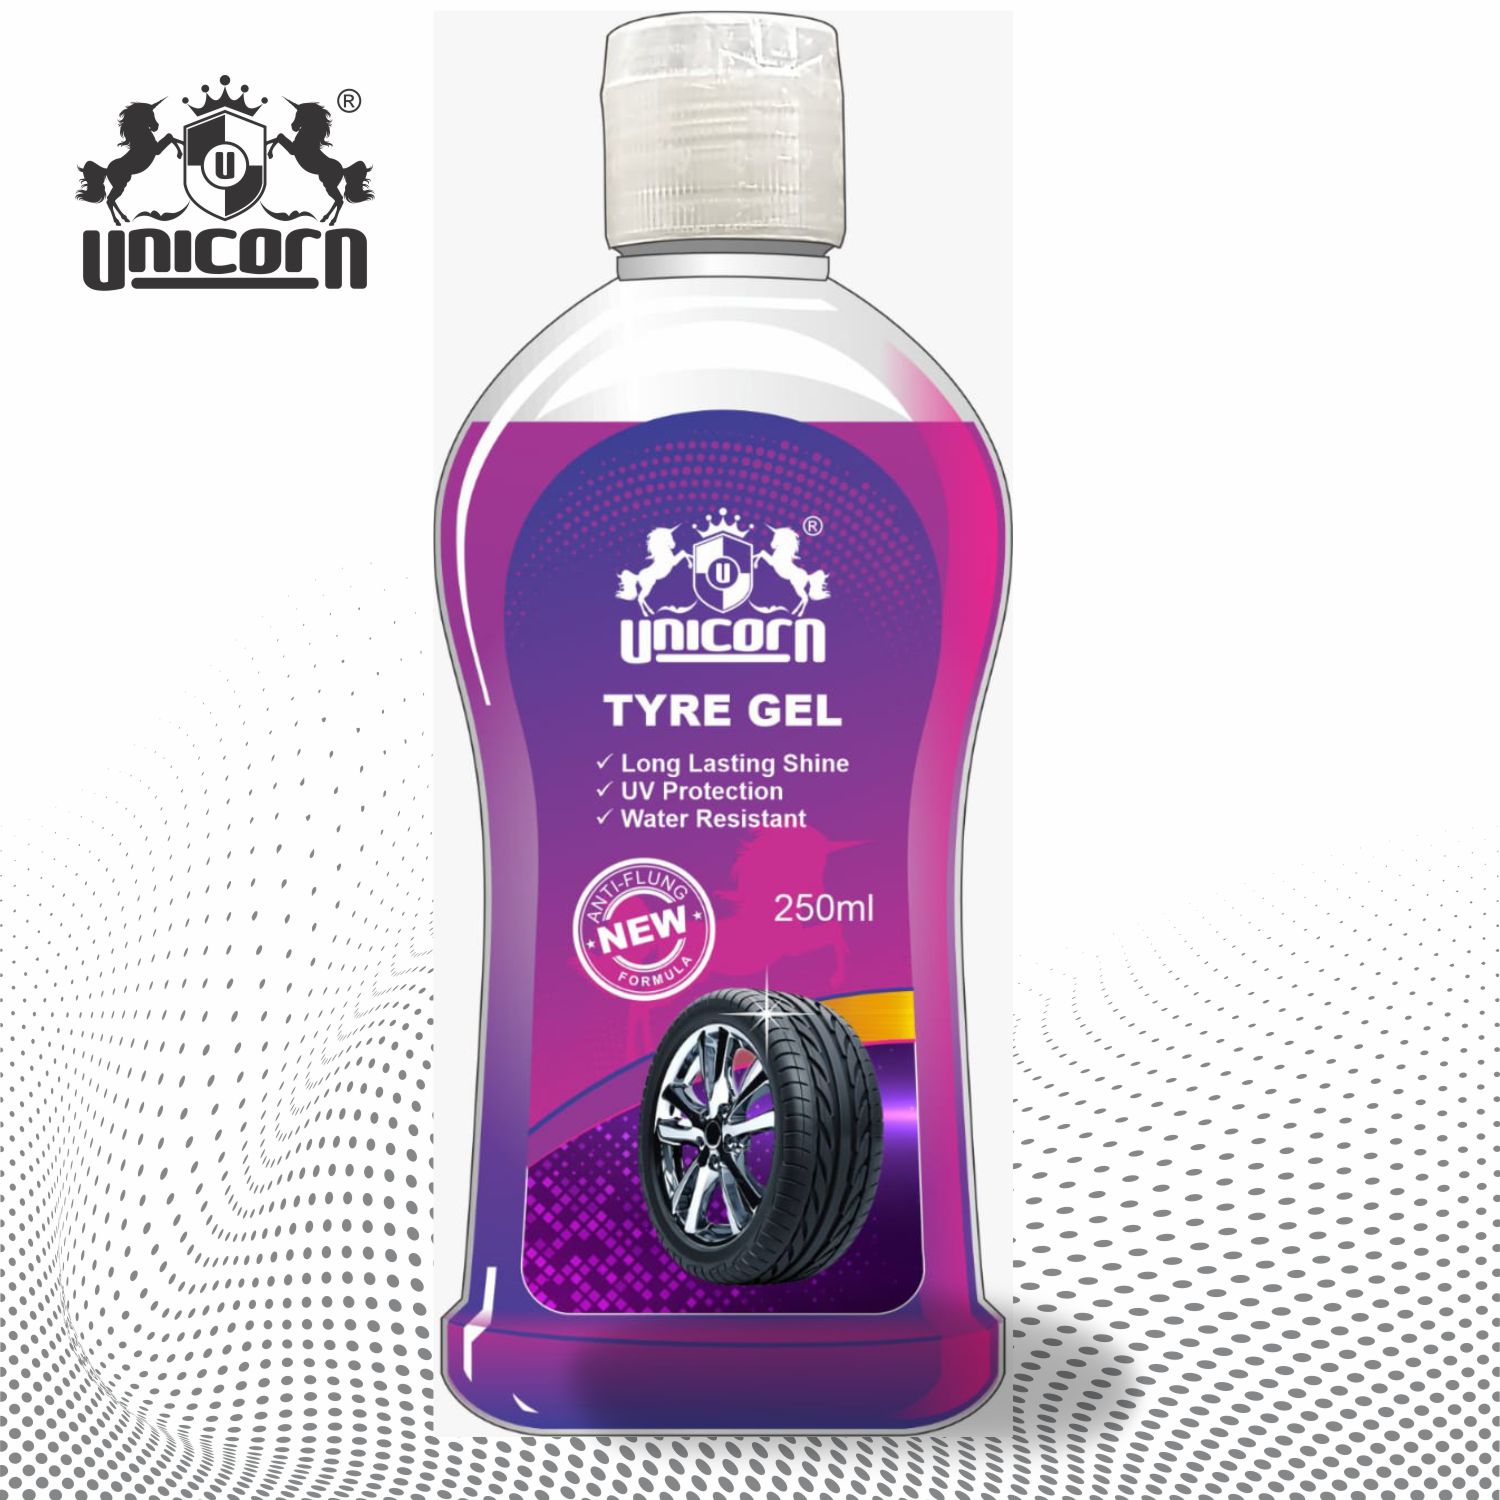 ®
U
UNICORN
®
U
UNICORN
TYRE GEL
✓ Long Lasting Shine
✓ UV Protection
✓ Water Resistant
ANTI-FLUNG
NEW
FORMULA
250ml